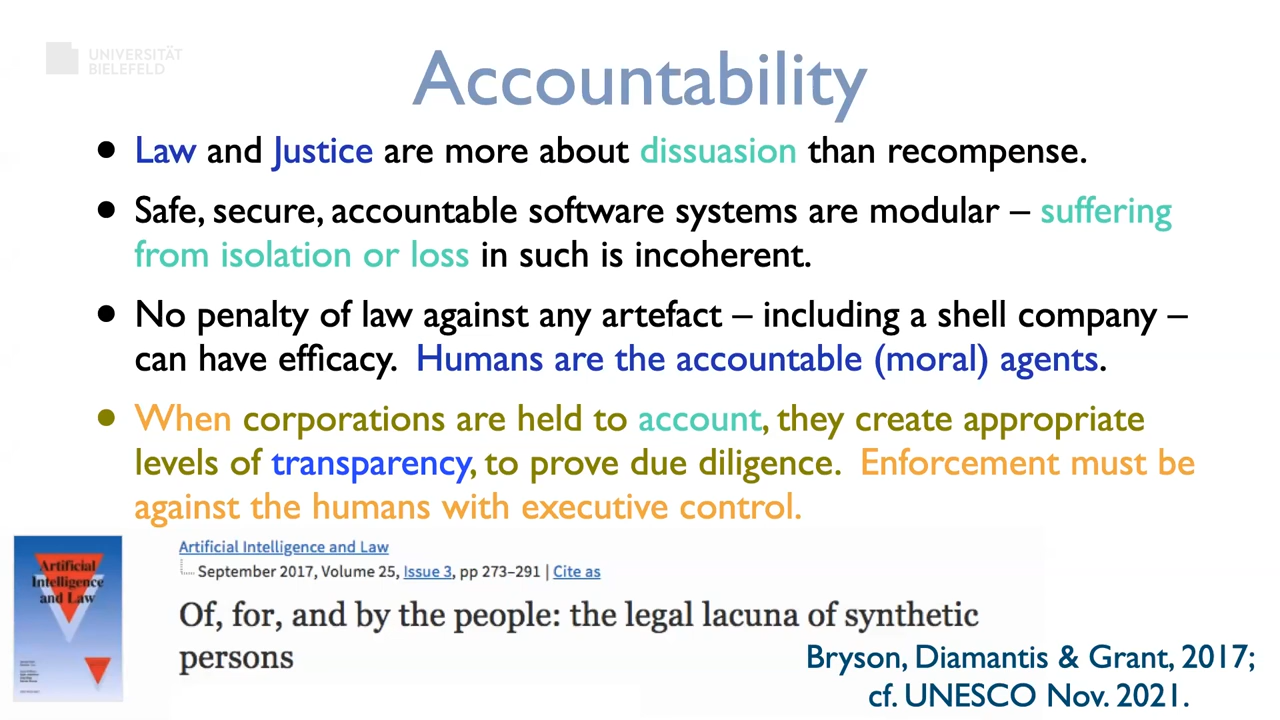 UNIVERSITÄT
BIELEFELD
Accountability
• Law and Justice are more about dissuasion than recompense.
• Safe, secure, accountable software systems are modular – suffering
from isolation or loss in such is incoherent.
• No penalty of law against any artefact – including a shell company –
can have efficacy. Humans are the accountable (moral) agents.
• When corporations are held to account, they create appropriate
levels of transparency, to prove due diligence. Enforcement must be
against the humans with executive control.
Artificial
Intelligence
and Law
Artificial Intelligence and Law
September 2017, Volume 25, Issue 3, pp 273–291 | Cite as
Of, for, and by the people: the legal lacuna of synthetic
persons
Bryson, Diamantis & Grant, 2017;
cf. UNESCO Nov. 2021.